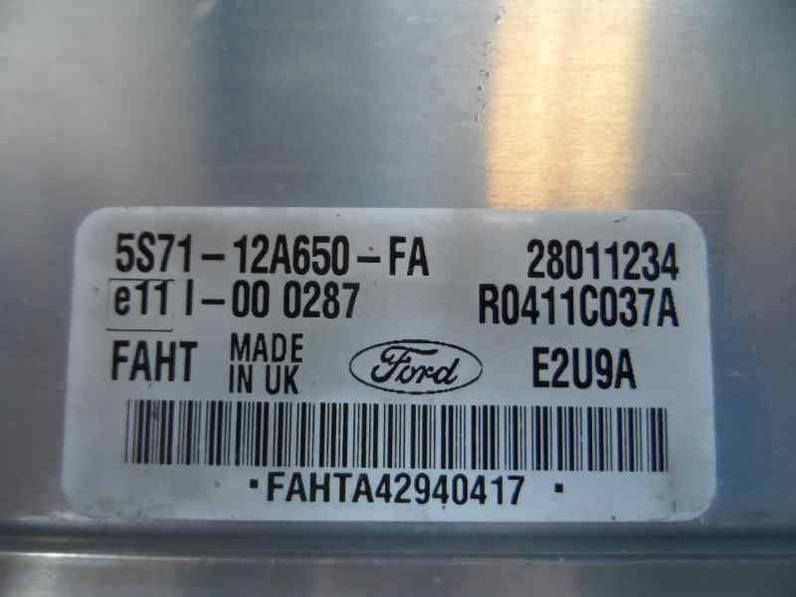 5S71-12A650-FA 28011234
e11 I-00 0287 R0411C037A
FAHT MADE IN UK Ford E2U9A
·FAHTA42940417·